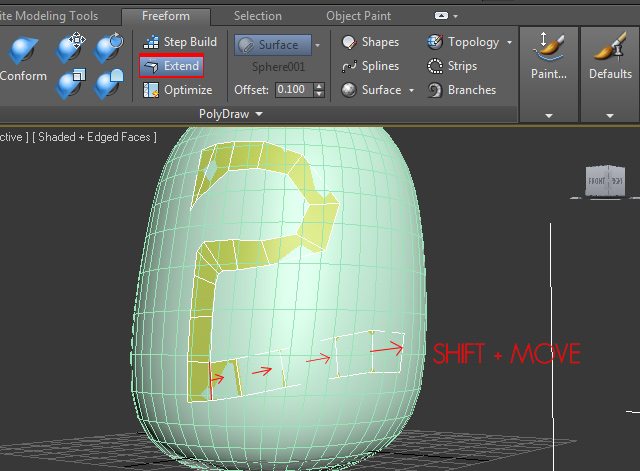 ite Modeling Tools Freeform Selection Object Paint
Conform
Step Build
Extend
Optimize
Surface
Sphere001
Offset: 0.100
Shapes
Splines
Surface
Topology
Strips
Branches
Paint...
Defaults
PolyDraw
ctive ] [ Shaded + Edged Faces ]
FRONT
SHIFT + MOVE